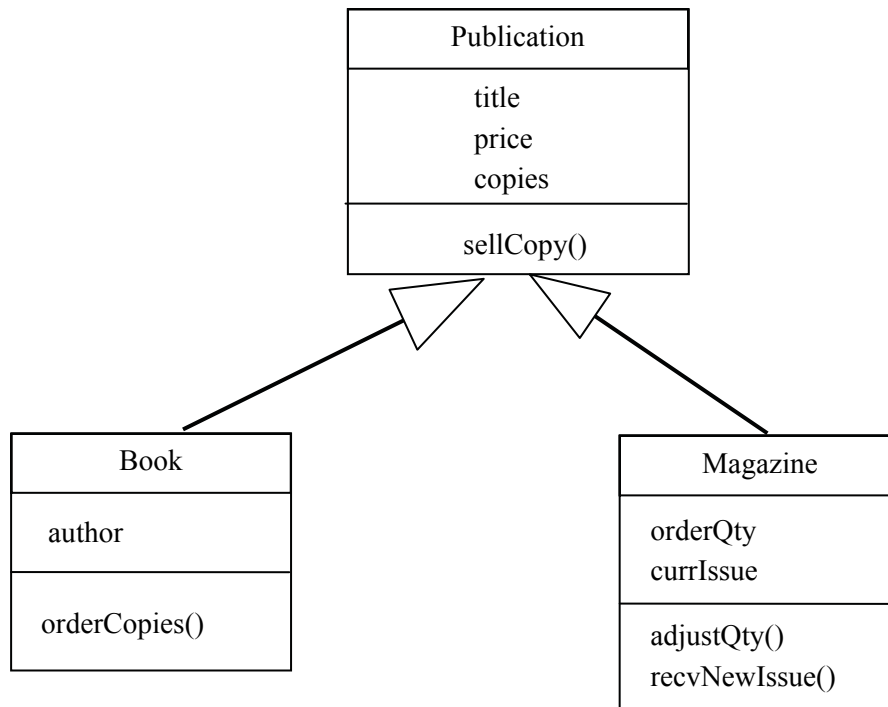 Publication
title
price
copies
sellCopy()
Book
author
orderCopies()
Magazine
orderQty
currIssue
adjustQty()
recvNewIssue()